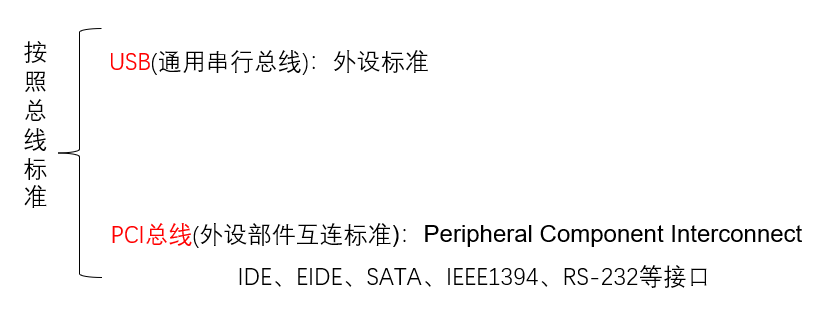 按照总线标准
USB(通用串行总线)：外设标准
PCI总线(外设部件互连标准)：Peripheral Component Interconnect
IDE、EIDE、SATA、IEEE1394、RS-232等接口